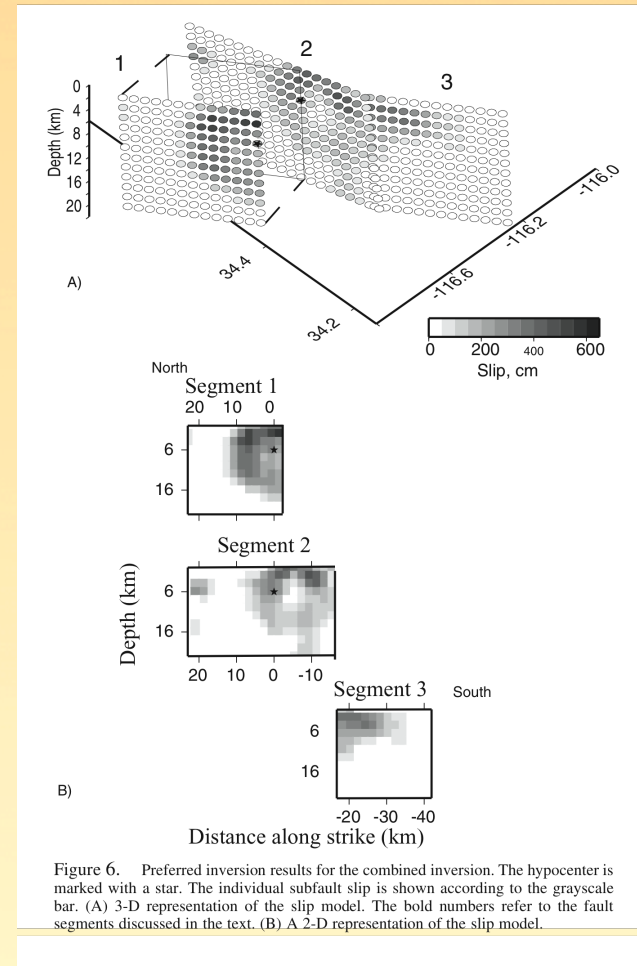 1
2
3
0
4
8
12
16
20
Depth (km)
34.4
34.2
-116.6
-116.2
-116.0
A)
0 200 400 600
Slip, cm
North
Segment 1
20 10 0
6
16
Segment 2
6
16
20 10 0 -10
Depth (km)
Segment 3 South
6
16
B)
-20 -30 -40
Distance along strike (km)
Figure 6. Preferred inversion results for the combined inversion. The hypocenter is
marked with a star. The individual subfault slip is shown according to the grayscale
bar. (A) 3-D representation of the slip model. The bold numbers refer to the fault
segments discussed in the text. (B) A 2-D representation of the slip model.